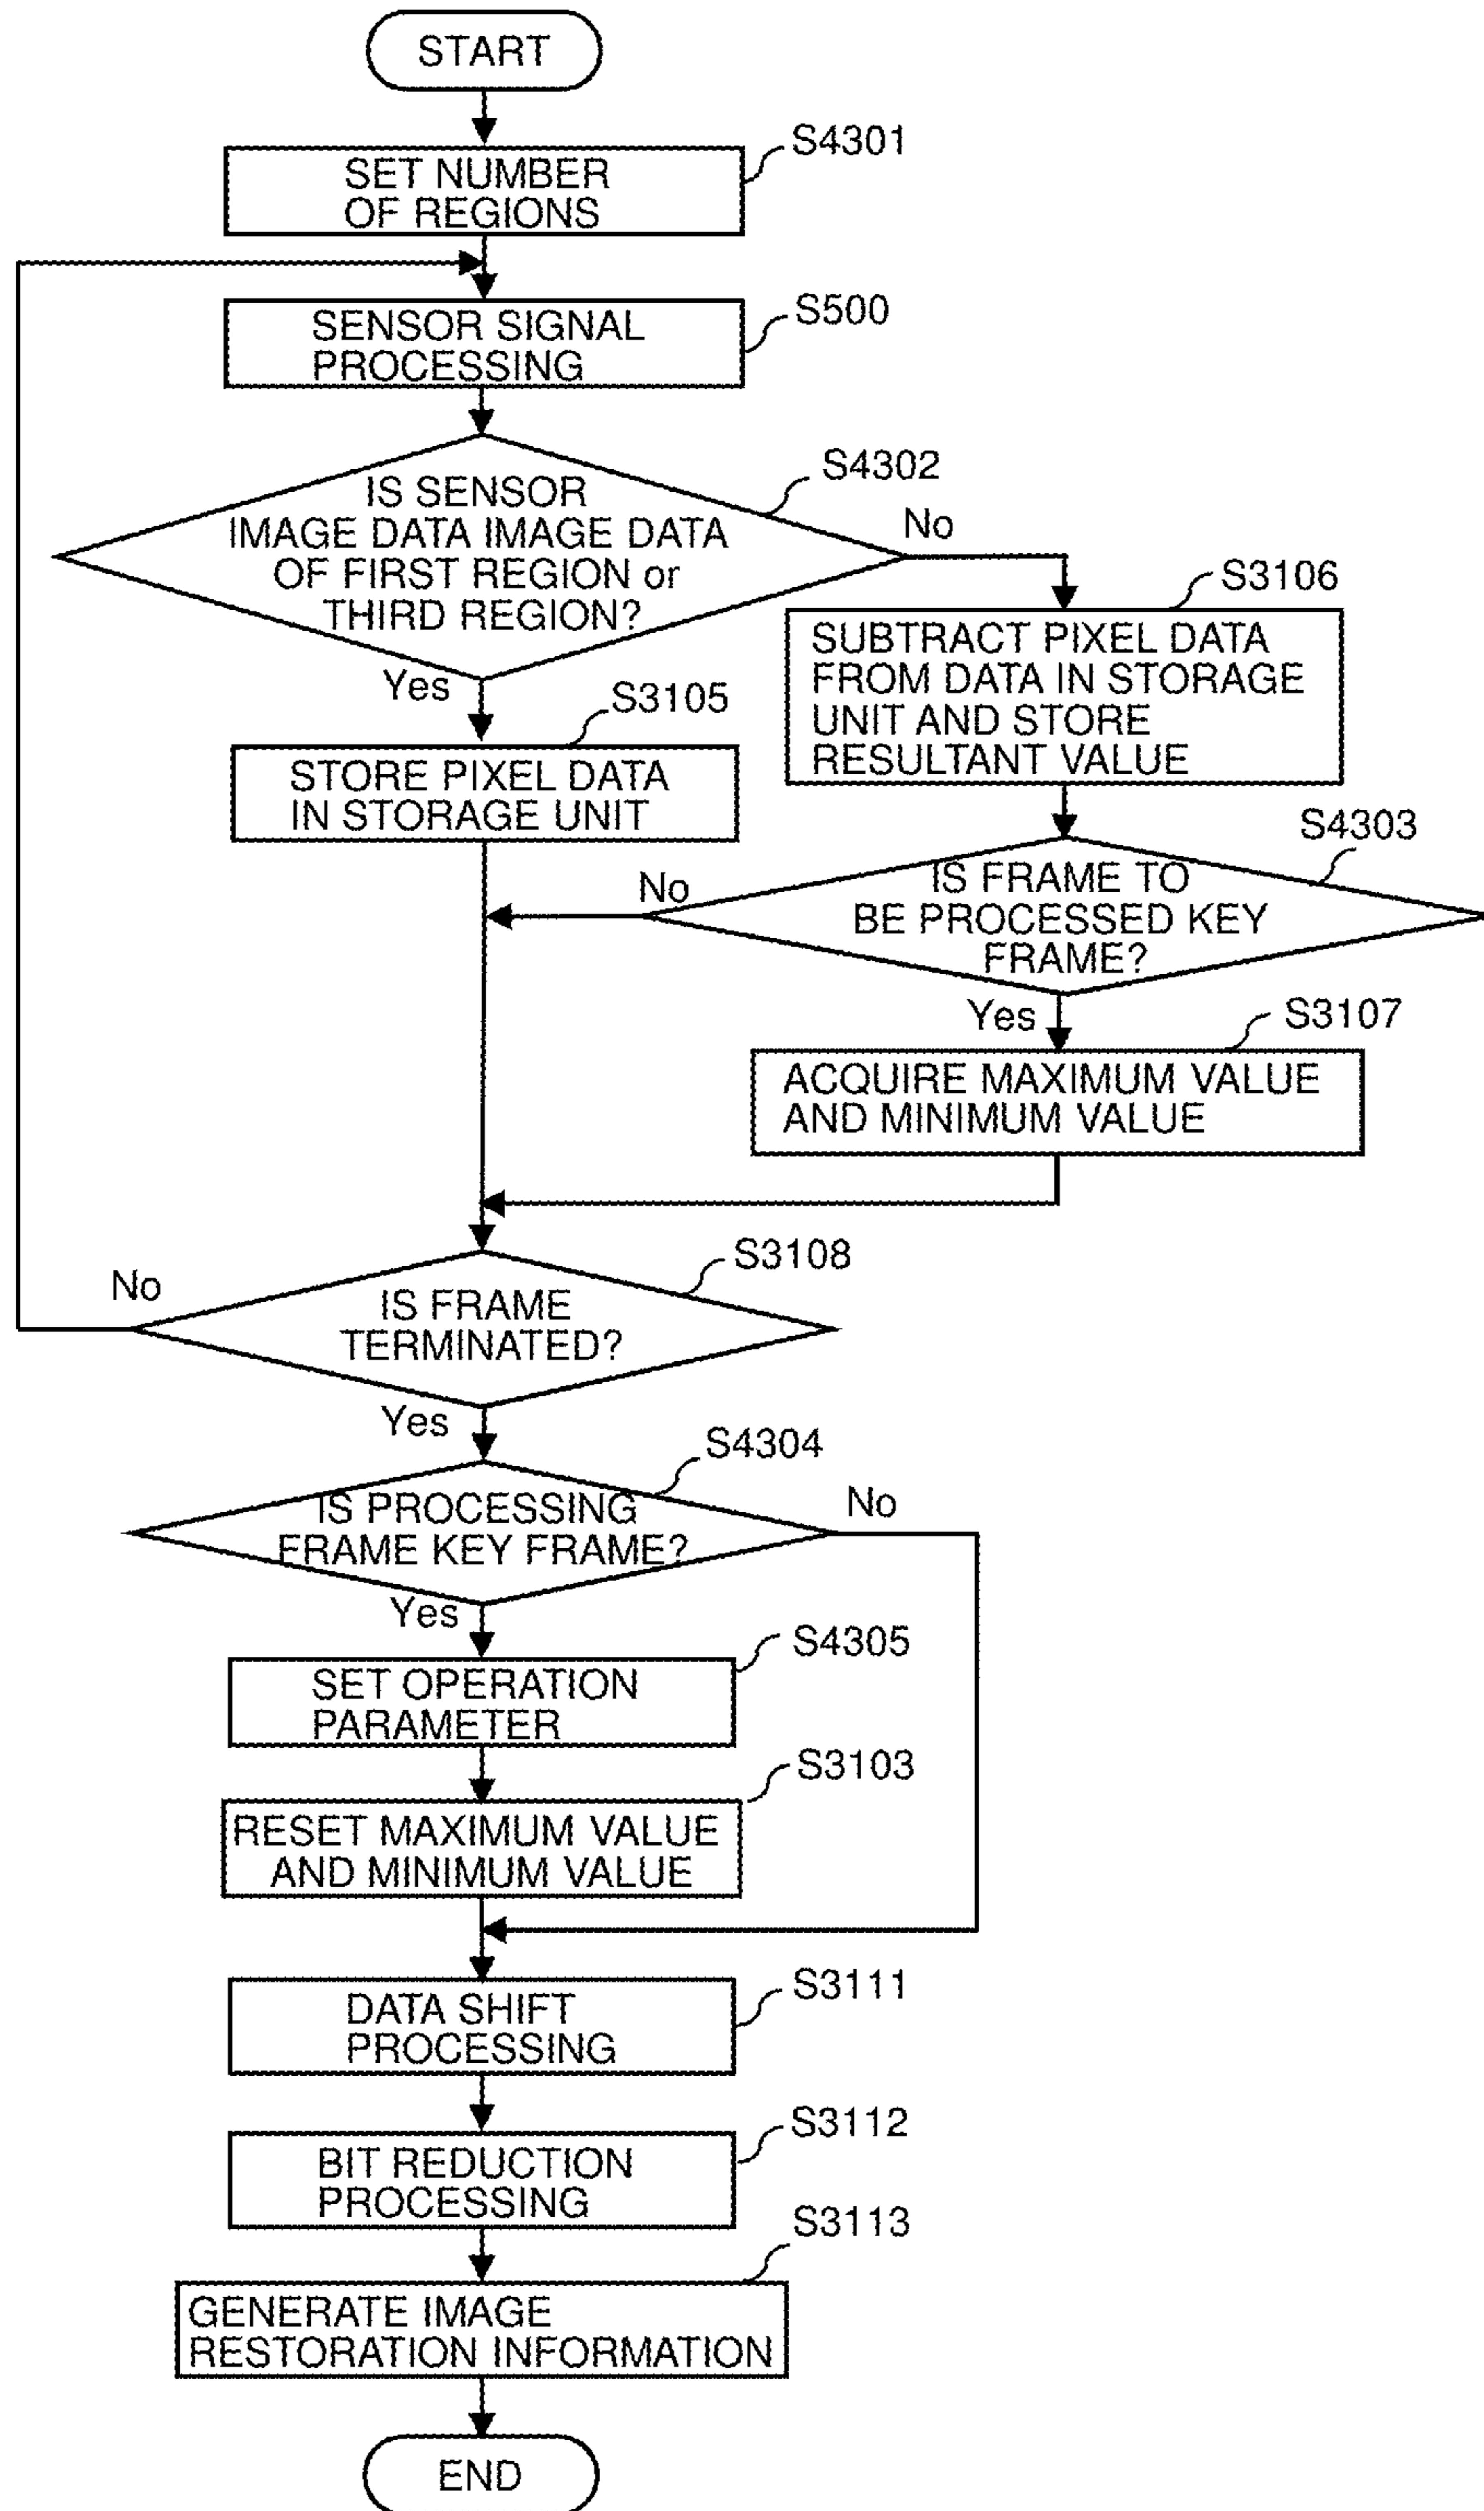 START
S4301
SET NUMBER
OF REGIONS
S500
SENSOR SIGNAL
PROCESSING
S4302
IS SENSOR
IMAGE DATA IMAGE DATA
OF FIRST REGION or
THIRD REGION?
No
Yes
S3106
SUBTRACT PIXEL DATA
FROM DATA IN STORAGE
UNIT AND STORE
RESULTANT VALUE
S3105
STORE PIXEL DATA
IN STORAGE UNIT
S4303
IS FRAME TO
BE PROCESSED KEY
FRAME?
No
Yes
S3107
ACQUIRE MAXIMUM VALUE
AND MINIMUM VALUE
S3108
IS FRAME
TERMINATED?
No
Yes
S4304
IS PROCESSING
FRAME KEY FRAME?
No
Yes
S4305
SET OPERATION
PARAMETER
S3103
RESET MAXIMUM VALUE
AND MINIMUM VALUE
S3111
DATA SHIFT
PROCESSING
S3112
BIT REDUCTION
PROCESSING
S3113
GENERATE IMAGE
RESTORATION INFORMATION
END